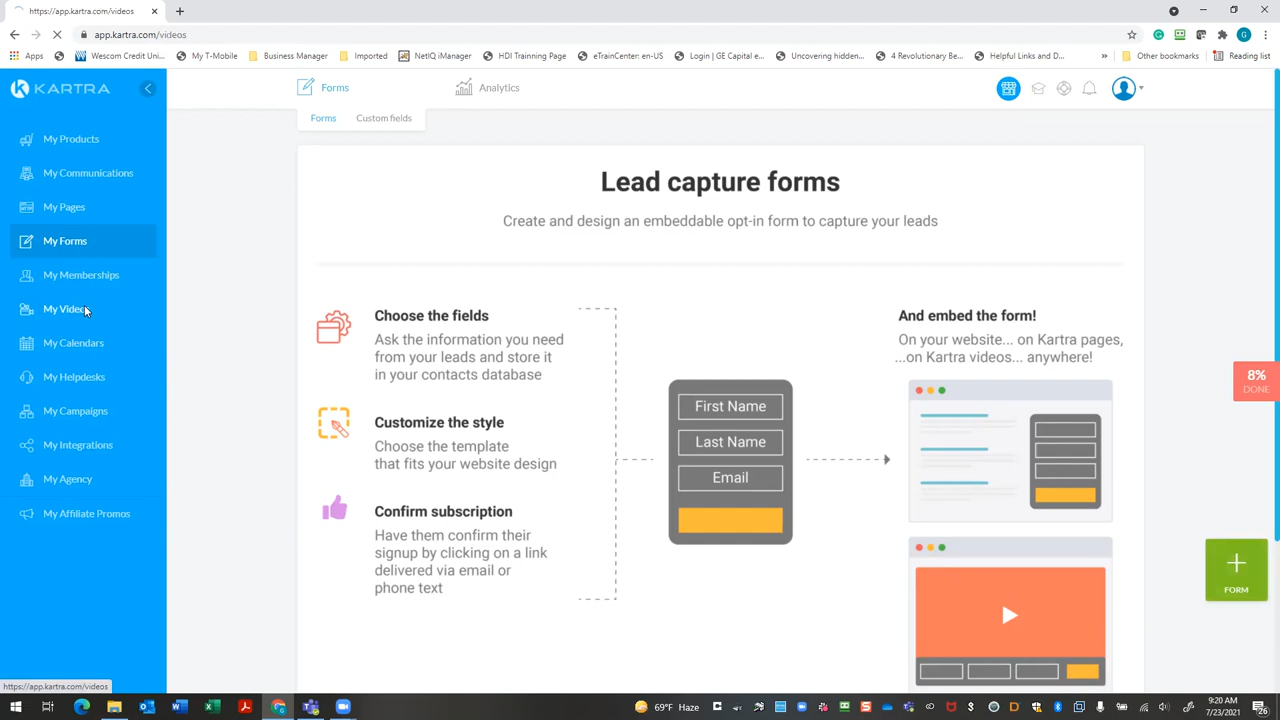 https://app.kartra.com/videos
app.kartra.com/videos
Apps
Wescom Credit Uni...
My T-Mobile
Business Manager
Imported
NetIQ iManager
HDI Trainning Page
eTrainCenter: en-US
Login | GE Capital e...
Uncovering hidden...
4 Revolutionary Be...
Helpful Links and D...
»
Other bookmarks
Reading list
KARTRA
Forms
Analytics
Forms
Custom fields
My Products
My Communications
My Pages
My Forms
My Memberships
My Videos
My Calendars
My Helpdesks
My Campaigns
My Integrations
My Agency
My Affiliate Promos
Lead capture forms
Create and design an embeddable opt-in form to capture your leads
Choose the fields
Ask the information you need
from your leads and store it
in your contacts database
Customize the style
Choose the template
that fits your website design
Confirm subscription
Have them confirm their
signup by clicking on a link
delivered via email or
phone text
First Name
Last Name
Email
And embed the form!
On your website... on Kartra pages,
...on Kartra videos... anywhere!
8%
DONE
FORM
https://app.kartra.com/videos
69°F Haze
9:20 AM
7/23/2021
26